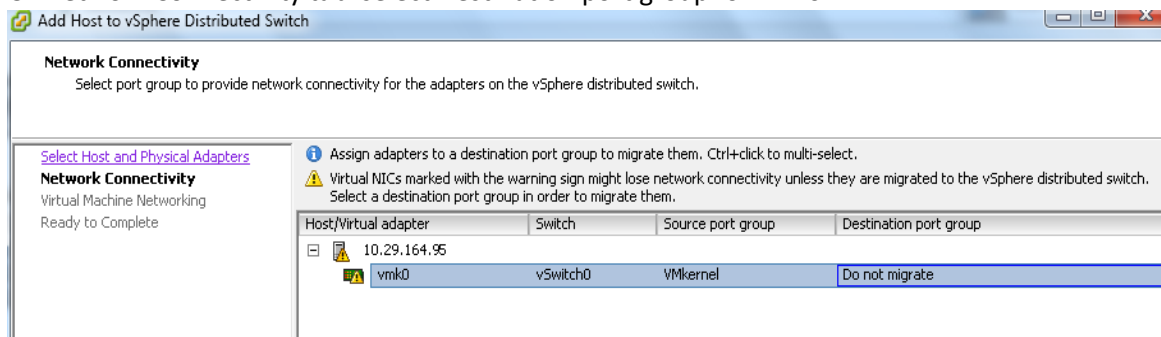 Add Host to vSphere Distributed Switch
Network Connectivity
Select port group to provide network connectivity for the adapters on the vSphere distributed switch.
Select Host and Physical Adapters
Network Connectivity
Virtual Machine Networking
Ready to Complete
Assign adapters to a destination port group to migrate them. Ctrl+click to multi-select.
Virtual NICs marked with the warning sign might lose network connectivity unless they are migrated to the vSphere distributed switch.
Select a destination port group in order to migrate them.
Host/Virtual adapter Switch Source port group Destination port group
10.29.164.95
vmk0 vSwitch0 VMkernel Do not migrate